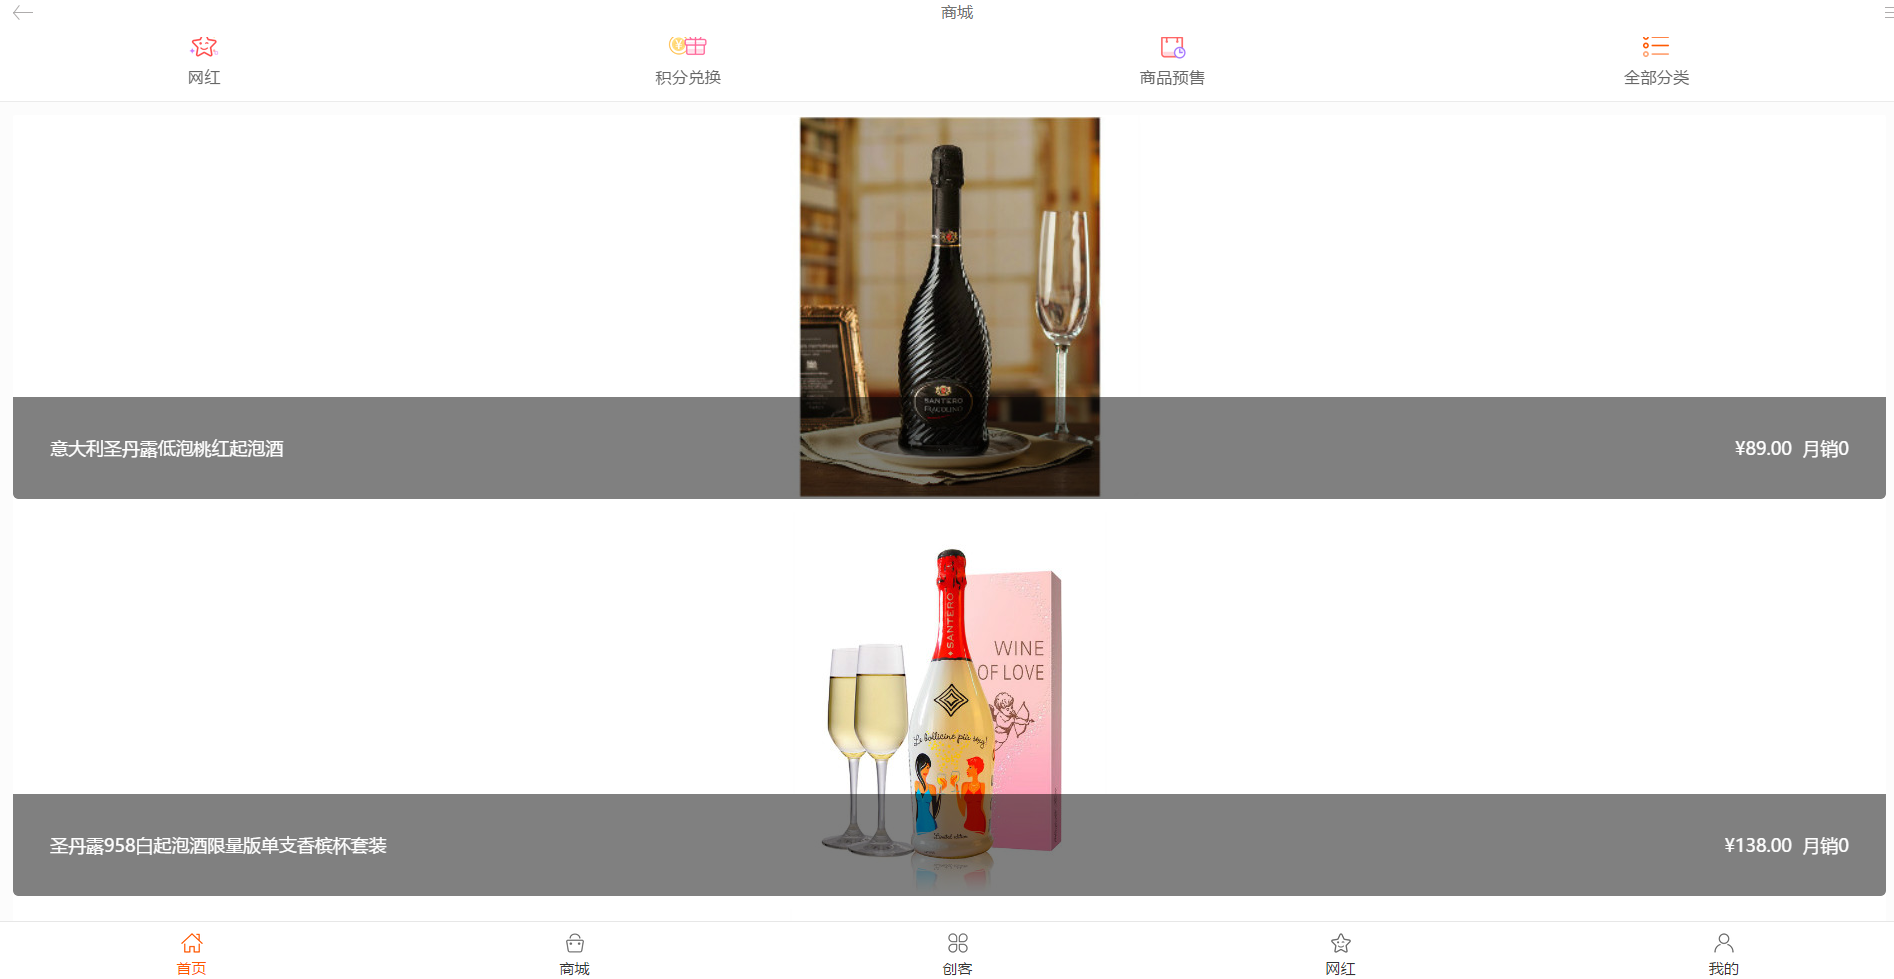 商城
网红
积分兑换
商品预售
全部分类
SANTERO
意大利圣丹露低泡桃红起泡酒
¥89.00 月销0
SANTERO
WINE
OF LOVE
Le bollicine più sexy!
圣丹露958白起泡酒限量版单支香槟杯套装
¥138.00 月销0
首页
商城
创客
网红
我的